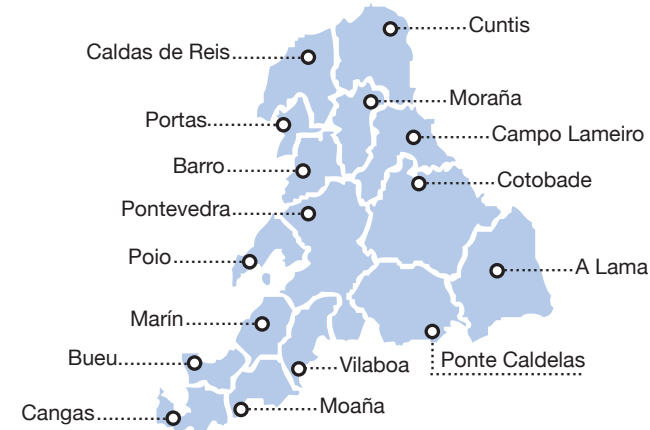 Cuntis
Caldas de Reis
Moraña
Portas
Campo Lameiro
Barro
Cotobade
Pontevedra
Poio
A Lama
Marín
Bueu
Vilaboa
Ponte Caldelas
Cangas
Moaña